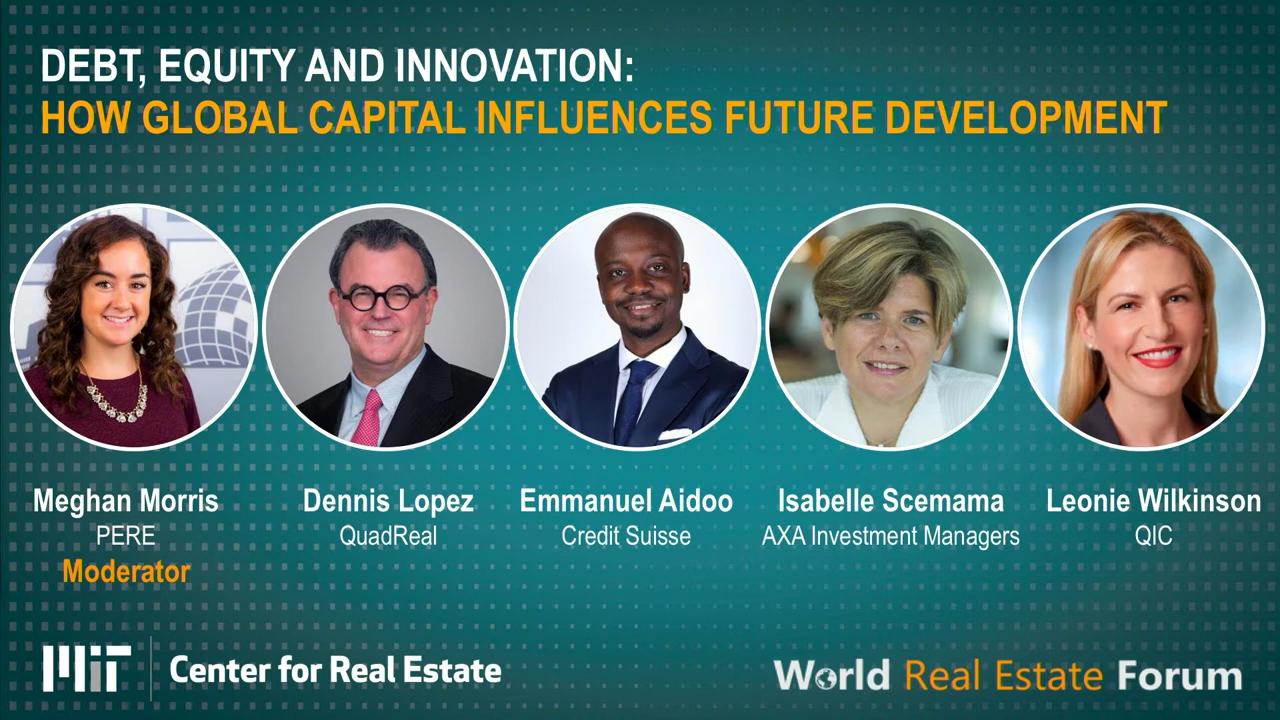 DEBT, EQUITY AND INNOVATION:
HOW GLOBAL CAPITAL INFLUENCES FUTURE DEVELOPMENT
Meghan Morris
PERE
Moderator
Dennis Lopez
QuadReal
Emmanuel Aidoo
Credit Suisse
Isabelle Scemama
AXA Investment Managers
Leonie Wilkinson
QIC
MIT Center for Real Estate
World Real Estate Forum